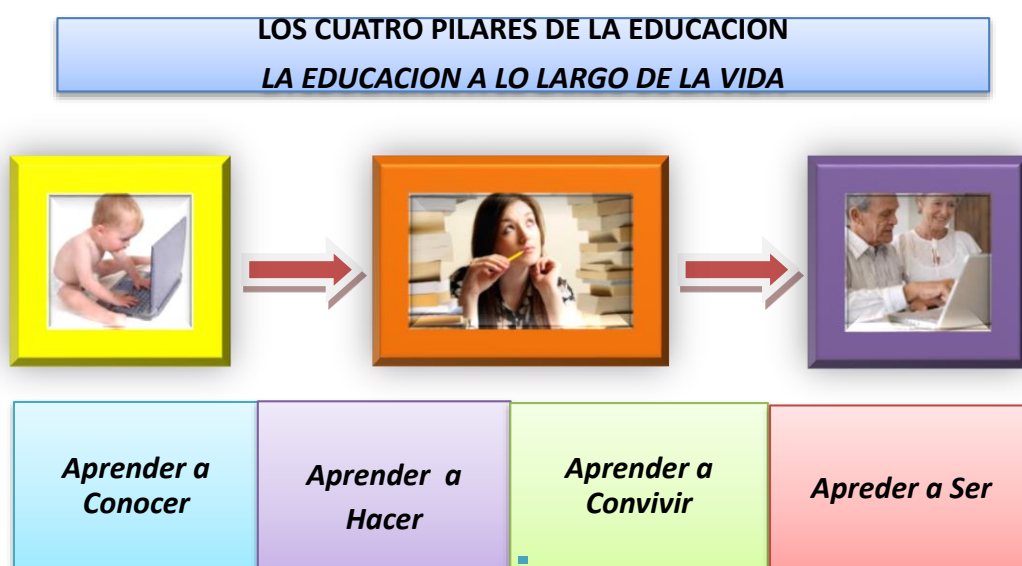 LOS CUATRO PILARES DE LA EDUCACION
LA EDUCACION A LO LARGO DE LA VIDA
Aprender a
Conocer
Aprender a
Hacer
Aprender a
Convivir
Apreder a Ser